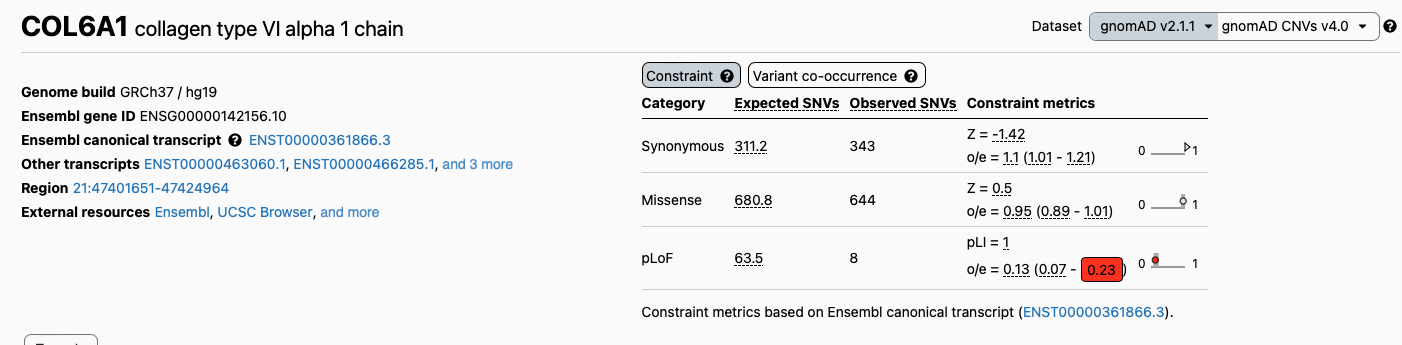 COL6A1 collagen type VI alpha 1 chain
Dataset gnomAD v2.1.1 gnomAD CNVs v4.0 ?
Genome build GRCh37 / hg19
Ensembl gene ID ENSG00000142156.10
Ensembl canonical transcript ? ENST00000361866.3
Other transcripts ENST00000463060.1, ENST00000466285.1, and 3 more
Region 21:47401651-47424964
External resources Ensembl, UCSC Browser, and more
Constraint ? Variant co-occurrence ?
Category Expected SNVs Observed SNVs Constraint metrics
Synonymous 311.2 343 Z = -1.42
o/e = 1.1 (1.01 - 1.21) 0 1
Missense 680.8 644 Z = 0.5
o/e = 0.95 (0.89 - 1.01) 0 1
pLoF 63.5 8 pLI = 1
o/e = 0.13 (0.07 - 0.23) 0 1
Constraint metrics based on Ensembl canonical transcript (ENST00000361866.3).